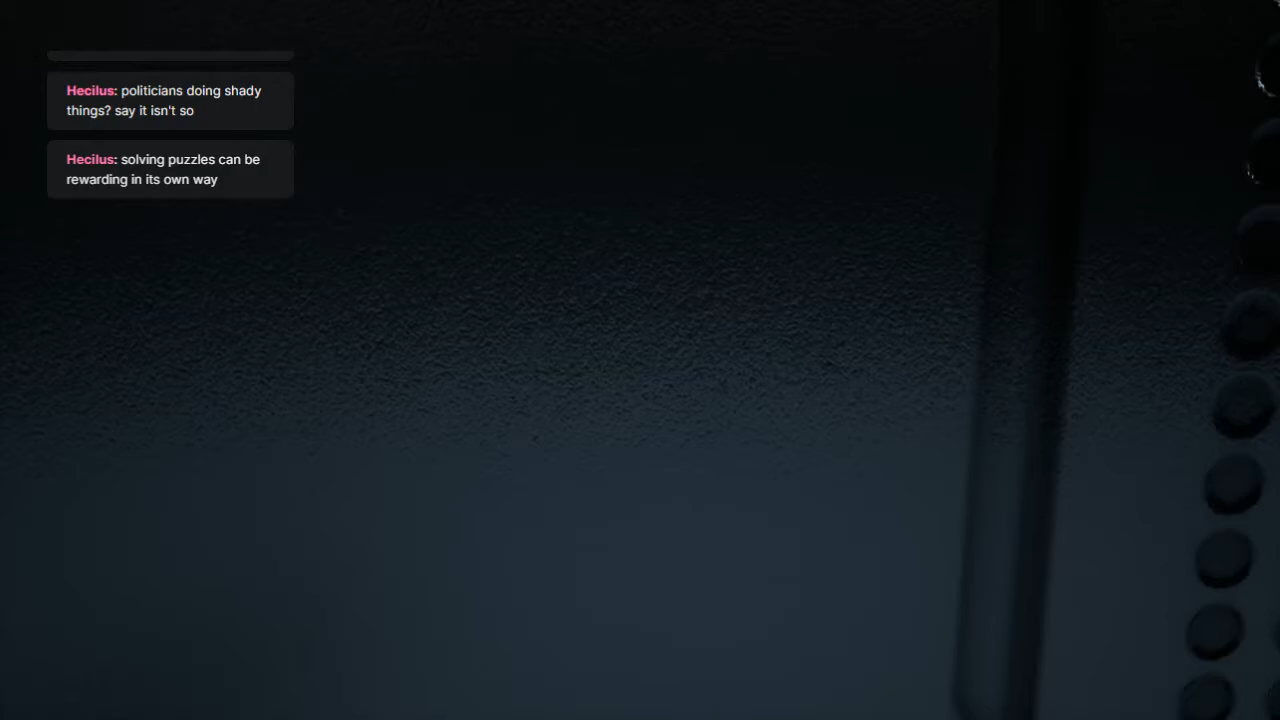 Hecilus: politicians doing shady
things? say it isn't so
Hecilus: solving puzzles can be
rewarding in its own way